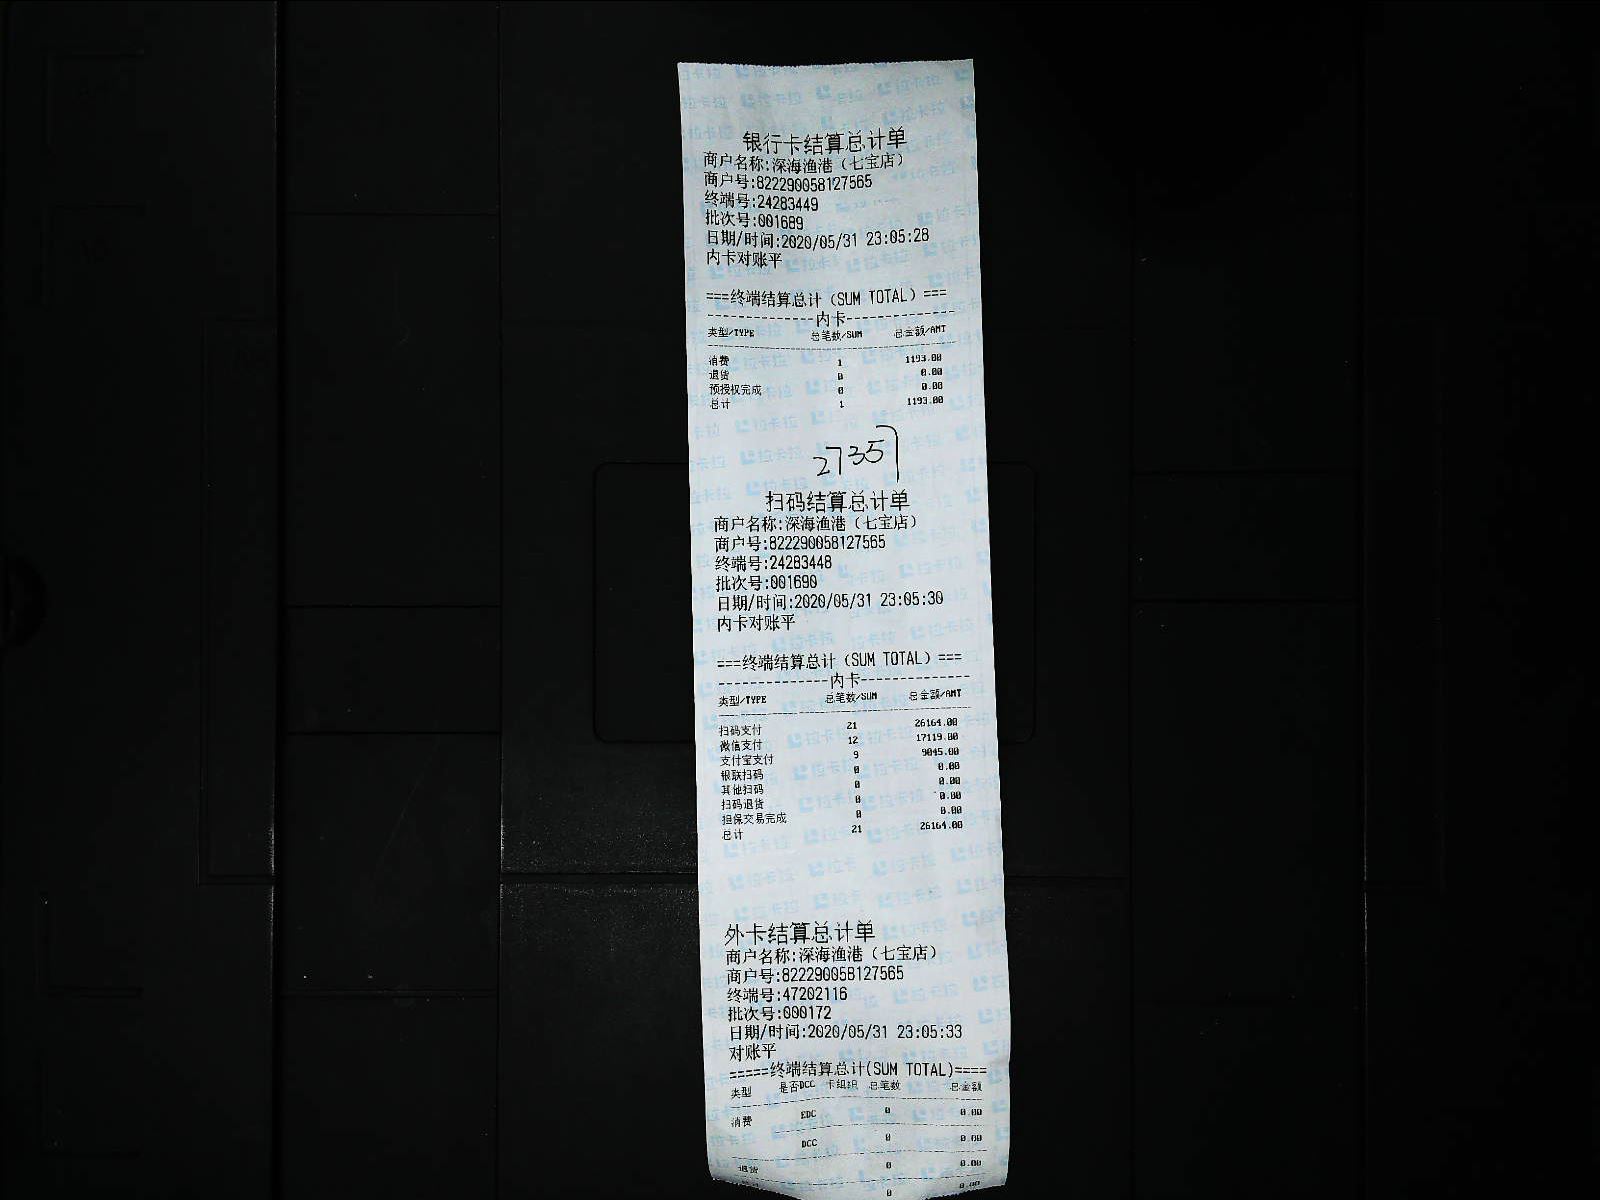 银行卡结算总计单
商户名称:深海渔港（七宝店）
商户号:822290058127565
终端号:24283449
批次号:001689
日期/时间:2020/05/31 23:05:28
内卡对账平
===终端结算总计（SUM TOTAL）===
--------------内卡--------------
类型/TYPE 总笔数/SUM 总金额/AMT
消费 1 1193.00
退货 0 0.00
预授权完成 0 0.00
总计 1 1193.00
27357
扫码结算总计单
商户名称:深海渔港（七宝店）
商户号:822290058127565
终端号:24283448
批次号:001690
日期/时间:2020/05/31 23:05:30
内卡对账平
===终端结算总计（SUM TOTAL）===
--------------内卡--------------
类型/TYPE 总笔数/SUM 总金额/AMT
扫码支付 21 26164.00
微信支付 12 17119.00
支付宝支付 9 9045.00
银联扫码 0 0.00
其他扫码 0 0.00
扫码退货 0 0.00
担保交易完成 0 0.00
总计 21 26164.00
外卡结算总计单
商户名称:深海渔港（七宝店）
商户号:822290058127565
终端号:47202116
批次号:000172
日期/时间:2020/05/31 23:05:33
对账平
=====终端结算总计(SUM TOTAL)====
类型 是否DCC 卡组织 总笔数 总金额
消费 EDC 0 0.00
DCC 0 0.00
退货 0 0.00
0 0.00